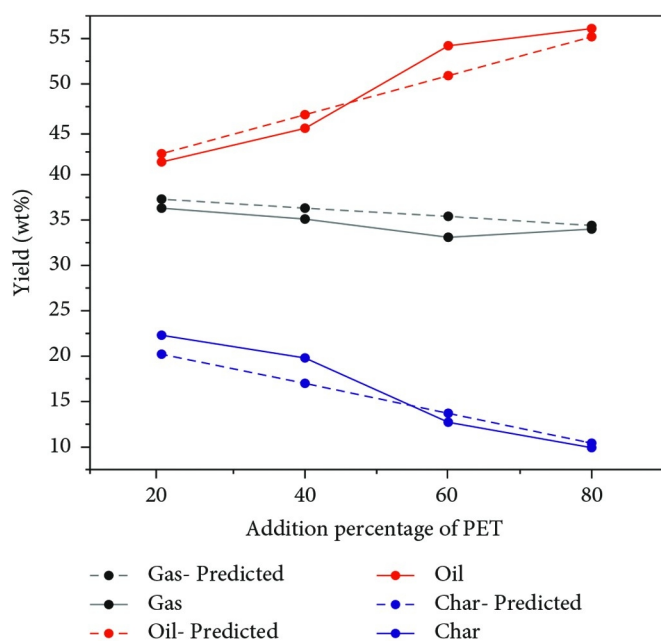 55
50
45
40
35
30
25
20
15
10
Yield (wt%)
20 40 60 80
Addition percentage of PET
Gas- Predicted
Gas
Oil- Predicted
Oil
Char- Predicted
Char